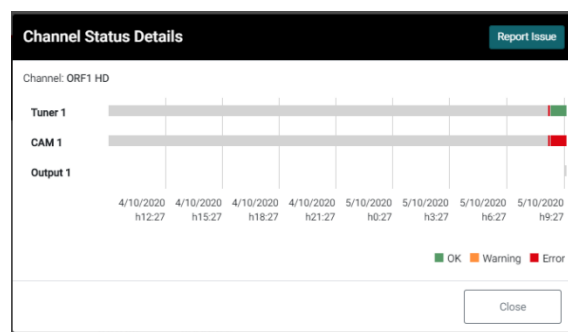 Channel Status Details
Report Issue
Channel: ORF1 HD
Tuner 1
CAM 1
Output 1
4/10/2020 4/10/2020 4/10/2020 4/10/2020 5/10/2020 5/10/2020 5/10/2020 5/10/2020
h12:27 h15:27 h18:27 h21:27 h0:27 h3:27 h6:27 h9:27
OK Warning Error
Close